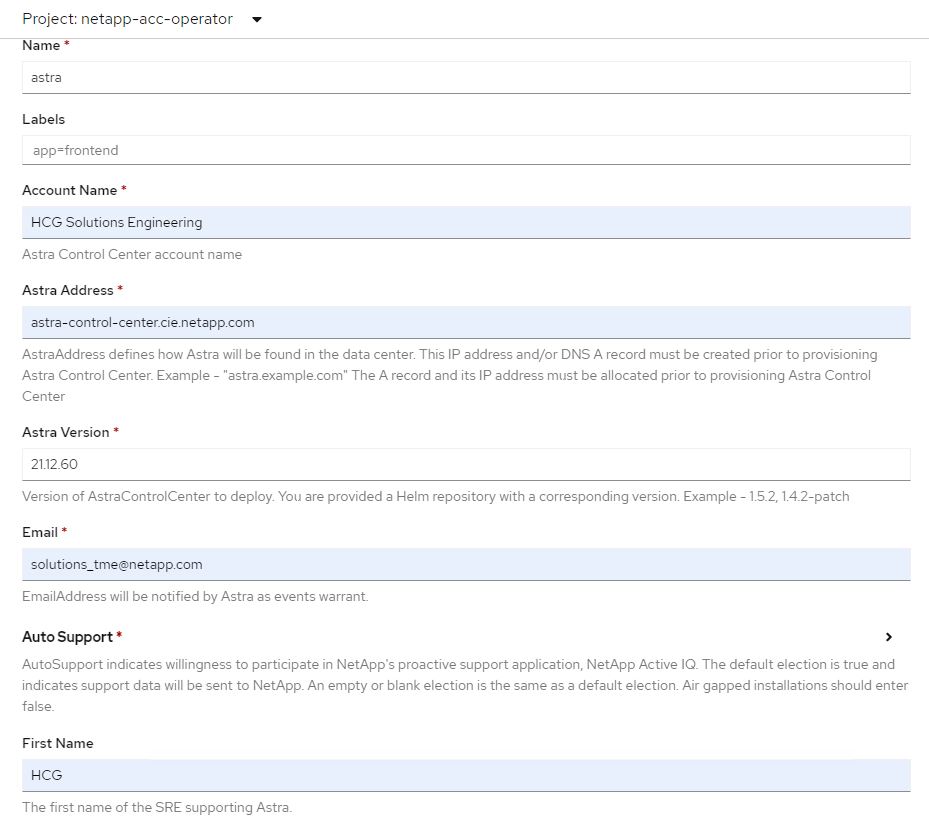 Project: netapp-acc-operator
Name *
astra
Labels
app=frontend
Account Name *
HCG Solutions Engineering
Astra Control Center account name
Astra Address *
astra-control-center.cie.netapp.com
AstraAddress defines how Astra will be found in the data center. This IP address and/or DNS A record must be created prior to provisioning
Astra Control Center. Example - "astra.example.com" The A record and its IP address must be allocated prior to provisioning Astra Control
Center
Astra Version *
21.12.60
Version of AstraControlCenter to deploy. You are provided a Helm repository with a corresponding version. Example - 1.5.2, 1.4.2-patch
Email *
solutions_tme@netapp.com
EmailAddress will be notified by Astra as events warrant.
Auto Support *
AutoSupport indicates willingness to participate in NetApp's proactive support application, NetApp Active IQ. The default election is true and
indicates support data will be sent to NetApp. An empty or blank election is the same as a default election. Air gapped installations should enter
false.
First Name
HCG
The first name of the SRE supporting Astra.